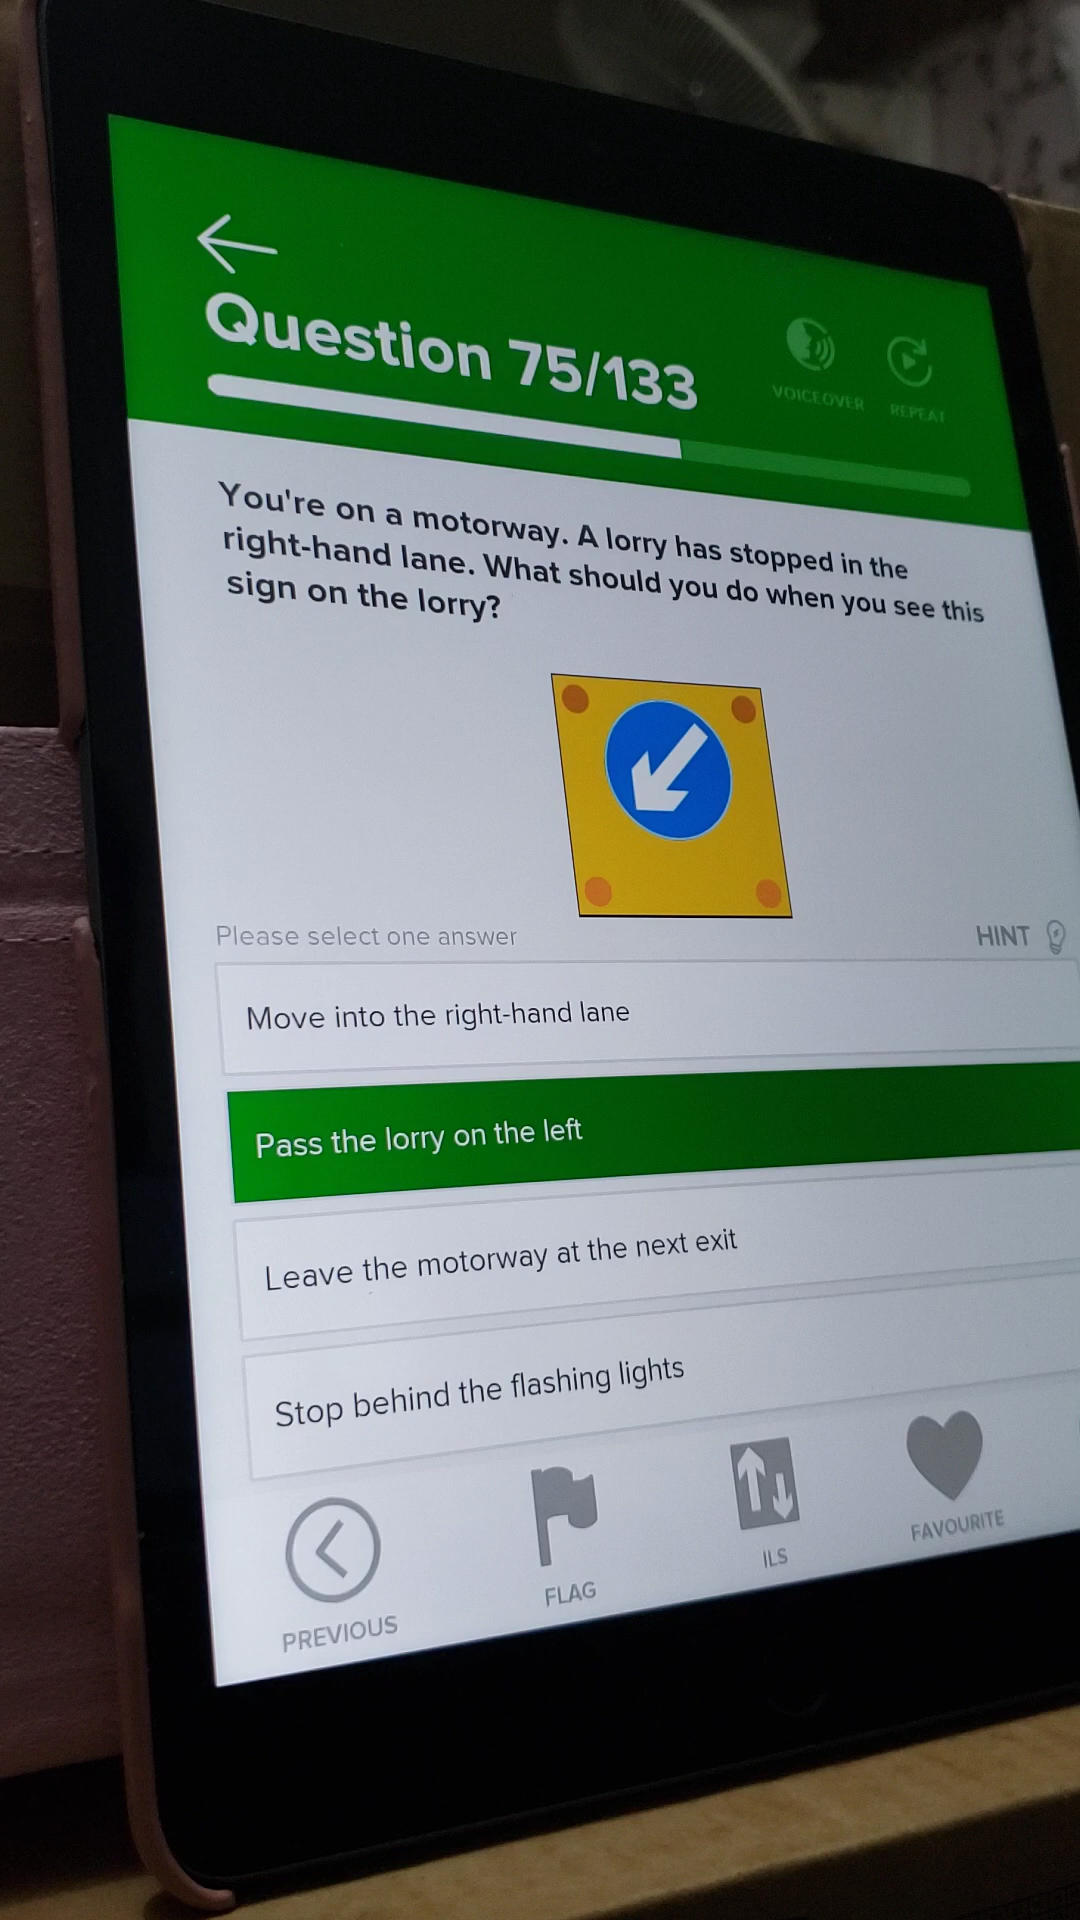 Question 75/133
VOICEOVER
REPEAT
You're on a motorway. A lorry has stopped in the
right-hand lane. What should you do when you see this
sign on the lorry?
Please select one answer
HINT
Move into the right-hand lane
Pass the lorry on the left
Leave the motorway at the next exit
Stop behind the flashing lights
PREVIOUS
FLAG
ILS
FAVOURITE